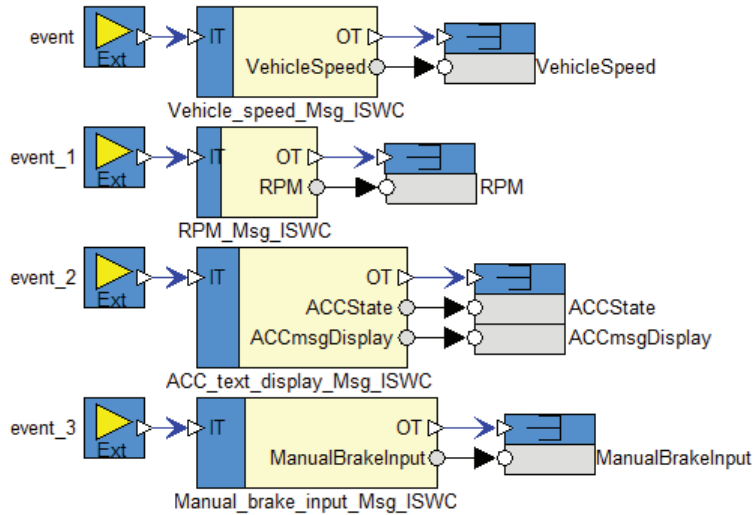 event
Ext
IT
OT
VehicleSpeed
VehicleSpeed
Vehicle_speed_Msg_ISWC
event_1
Ext
IT
OT
RPM
RPM
RPM_Msg_ISWC
event_2
Ext
IT
OT
ACCState
ACCState
ACCmsgDisplay
ACCmsgDisplay
ACC_text_display_Msg_ISWC
event_3
Ext
IT
OT
ManualBrakeInput
ManualBrakeInput
Manual_brake_input_Msg_ISWC